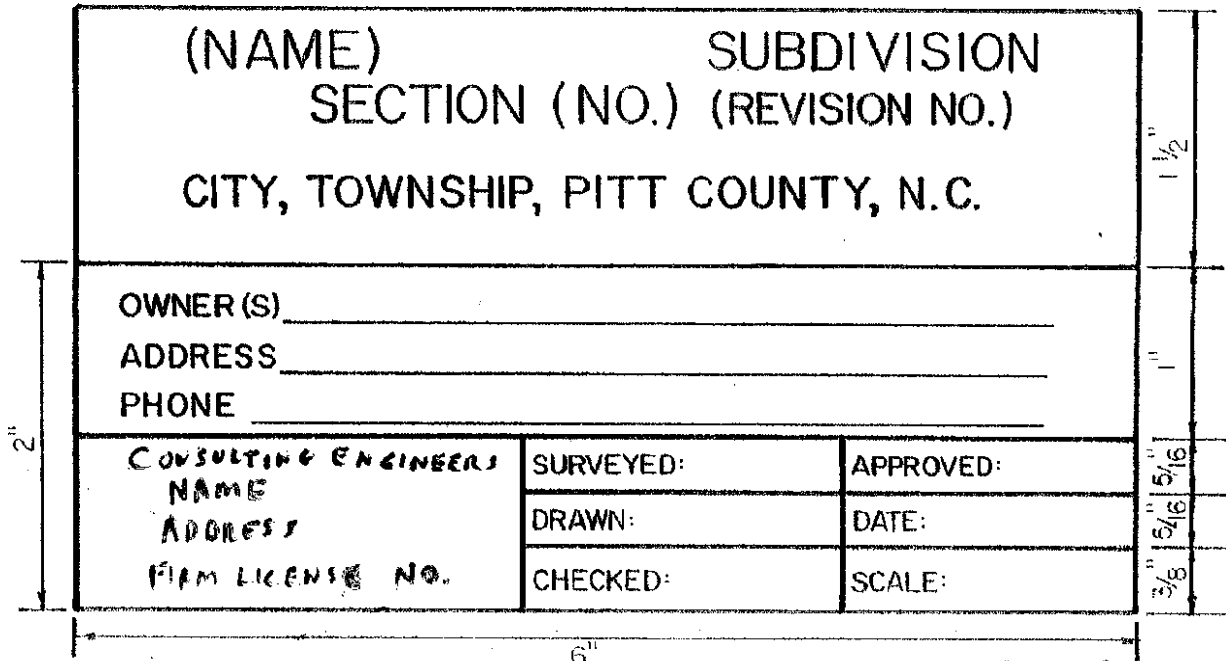 (NAME) SUBDIVISION
SECTION (NO.) (REVISION NO.)
CITY, TOWNSHIP, PITT COUNTY, N.C.
1 1/2"
OWNER(S)
ADDRESS
PHONE
1"
2"
CONSULTING ENGINEERS
NAME
ADDRESS
FIRM LICENSE NO.
SURVEYED: APPROVED:
DRAWN: DATE:
CHECKED: SCALE:
5/16"
5/16"
3/8"
6"